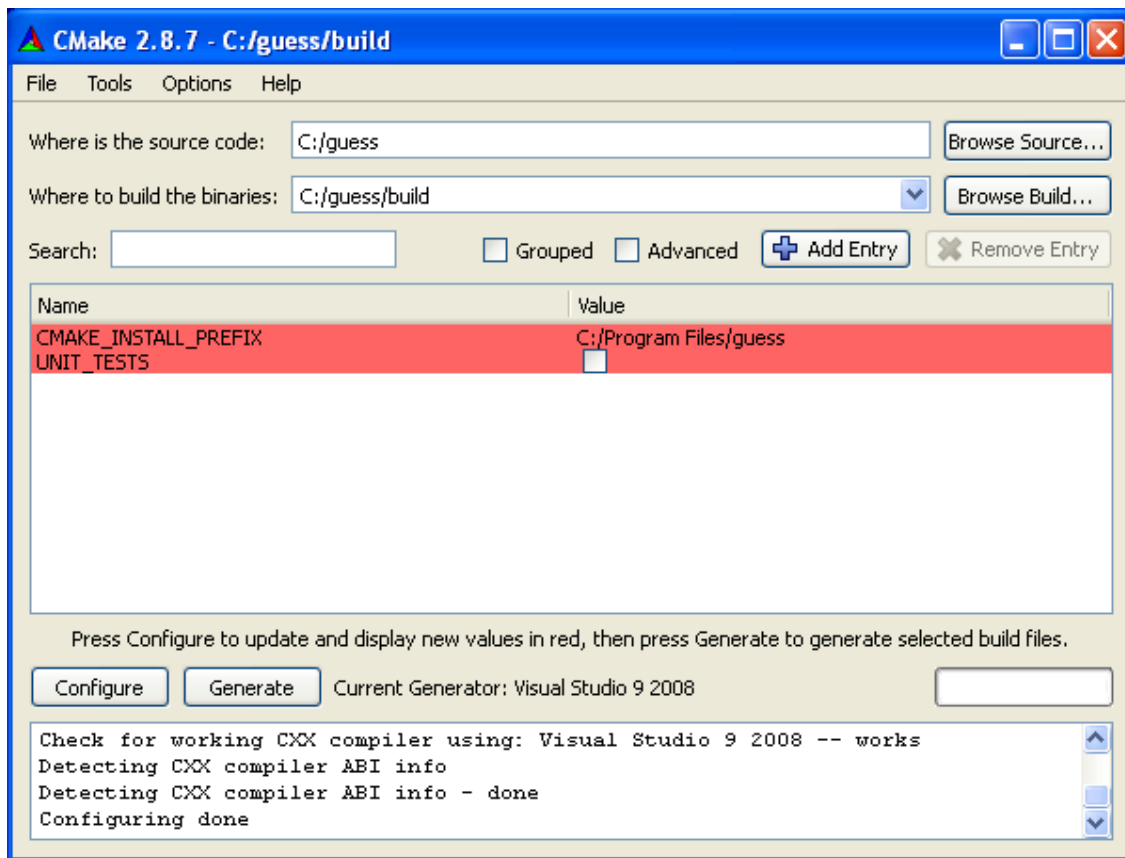 CMake 2.8.7 - C:/guess/build
File Tools Options Help
Where is the source code: C:/guess Browse Source...
Where to build the binaries: C:/guess/build Browse Build...
Search: Grouped Advanced Add Entry Remove Entry
Name Value
CMAKE_INSTALL_PREFIX C:/Program Files/guess
UNIT_TESTS
Press Configure to update and display new values in red, then press Generate to generate selected build files.
Configure Generate Current Generator: Visual Studio 9 2008
Check for working CXX compiler using: Visual Studio 9 2008 -- works
Detecting CXX compiler ABI info
Detecting CXX compiler ABI info - done
Configuring done